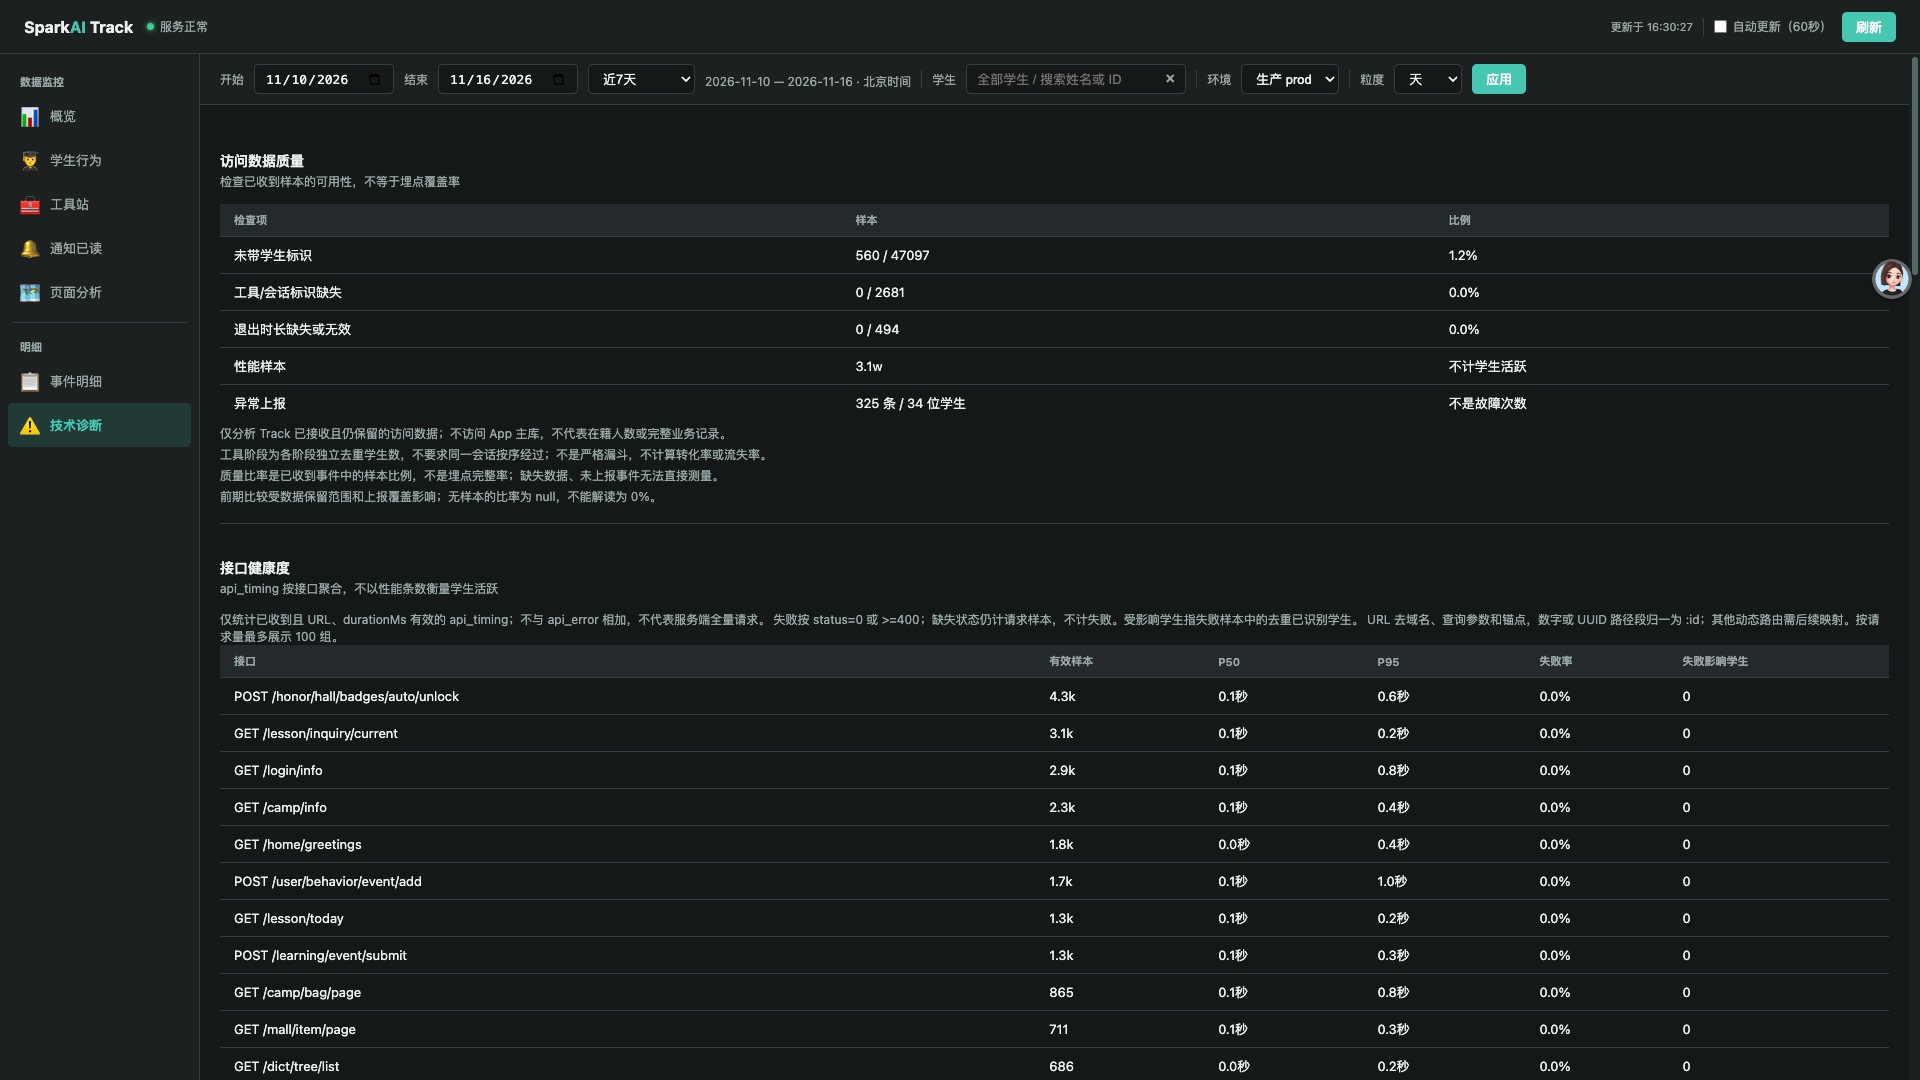 SparkAI Track 服务正常
更新于 16:30:27 自动更新（60秒） 刷新
数据监控
概览
学生行为
工具站
通知已读
页面分析
明细
事件明细
技术诊断
开始 11/10/2026 结束 11/16/2026 近7天 2026-11-10 — 2026-11-16 · 北京时间 学生 全部学生 / 搜索姓名或 ID × 环境 生产 prod 粒度 天 应用
访问数据质量
检查已收到样本的可用性，不等于埋点覆盖率
检查项 样本 比例
未带学生标识 560 / 47097 1.2%
工具/会话标识缺失 0 / 2681 0.0%
退出时长缺失或无效 0 / 494 0.0%
性能样本 3.1w 不计学生活跃
异常上报 325 条 / 34 位学生 不是故障次数
仅分析 Track 已接收且仍保留的访问数据；不访问 App 主库，不代表在籍人数或完整业务记录。
工具阶段为各阶段独立去重学生数，不要求同一会话按序经过；不是严格漏斗，不计算转化率或流失率。
质量比率是已收到事件中的样本比例，不是埋点完整率；缺失数据、未上报事件无法直接测量。
前期比较受数据保留范围和上报覆盖影响；无样本的比率为 null，不能解读为 0%。
接口健康度
api_timing 按接口聚合，不以性能条数衡量学生活跃
仅统计已收到且 URL、durationMs 有效的 api_timing；不与 api_error 相加，不代表服务端全量请求。 失败按 status=0 或 >=400；缺失状态仍计请求样本，不计失败。受影响学生指失败样本中的去重已识别学生。 URL 去域名、查询参数和锚点，数字或 UUID 路径段归一为 :id；其他动态路由需后续映射。按请
求量最多展示 100 组。
接口 有效样本 P50 P95 失败率 失败影响学生
POST /honor/hall/badges/auto/unlock 4.3k 0.1秒 0.6秒 0.0% 0
GET /lesson/inquiry/current 3.1k 0.1秒 0.2秒 0.0% 0
GET /login/info 2.9k 0.1秒 0.8秒 0.0% 0
GET /camp/info 2.3k 0.1秒 0.4秒 0.0% 0
GET /home/greetings 1.8k 0.0秒 0.4秒 0.0% 0
POST /user/behavior/event/add 1.7k 0.1秒 1.0秒 0.0% 0
GET /lesson/today 1.3k 0.1秒 0.2秒 0.0% 0
POST /learning/event/submit 1.3k 0.1秒 0.3秒 0.0% 0
GET /camp/bag/page 865 0.1秒 0.8秒 0.0% 0
GET /mall/item/page 711 0.1秒 0.3秒 0.0% 0
GET /dict/tree/list 686 0.0秒 0.2秒 0.0% 0